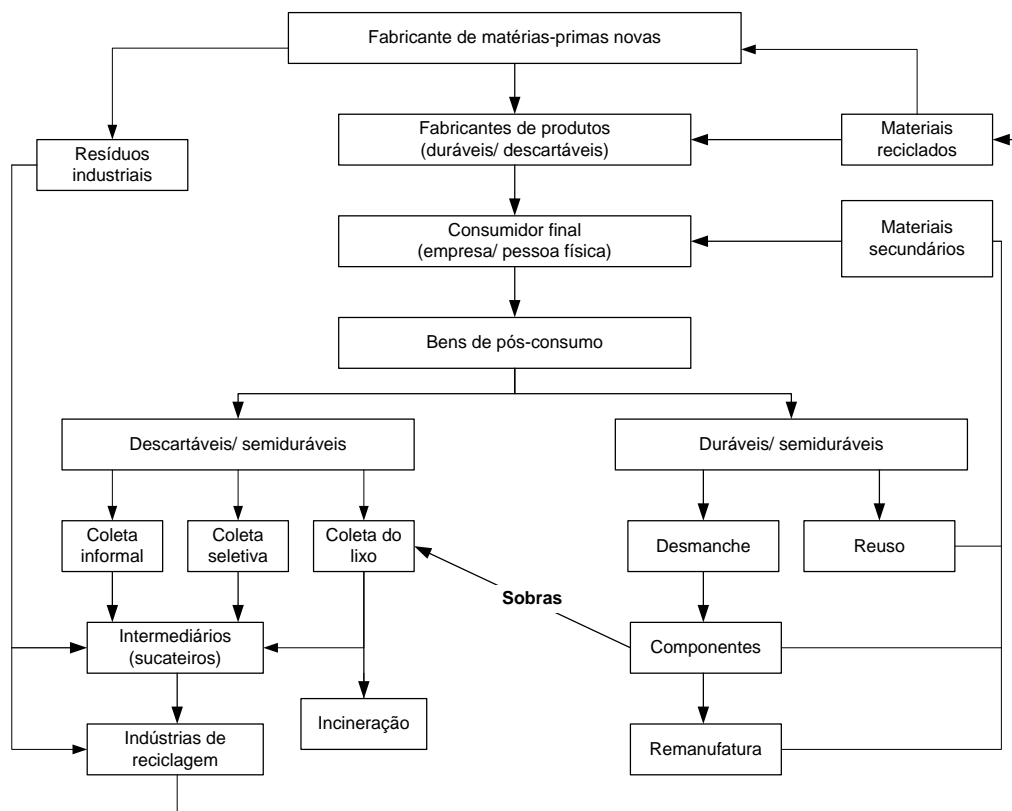 Fabricante de matérias-primas novas
Fabricantes de produtos
(duráveis/ descartáveis)
Materiais
reciclados
Resíduos
industriais
Consumidor final
(empresa/ pessoa física)
Materiais
secundários
Bens de pós-consumo
Descartáveis/ semiduráveis
Duráveis/ semiduráveis
Coleta
informal
Coleta
seletiva
Coleta do
lixo
Desmanche
Reuso
Sobras
Intermediários
(sucateiros)
Componentes
Incineração
Indústrias de
reciclagem
Remanufatura